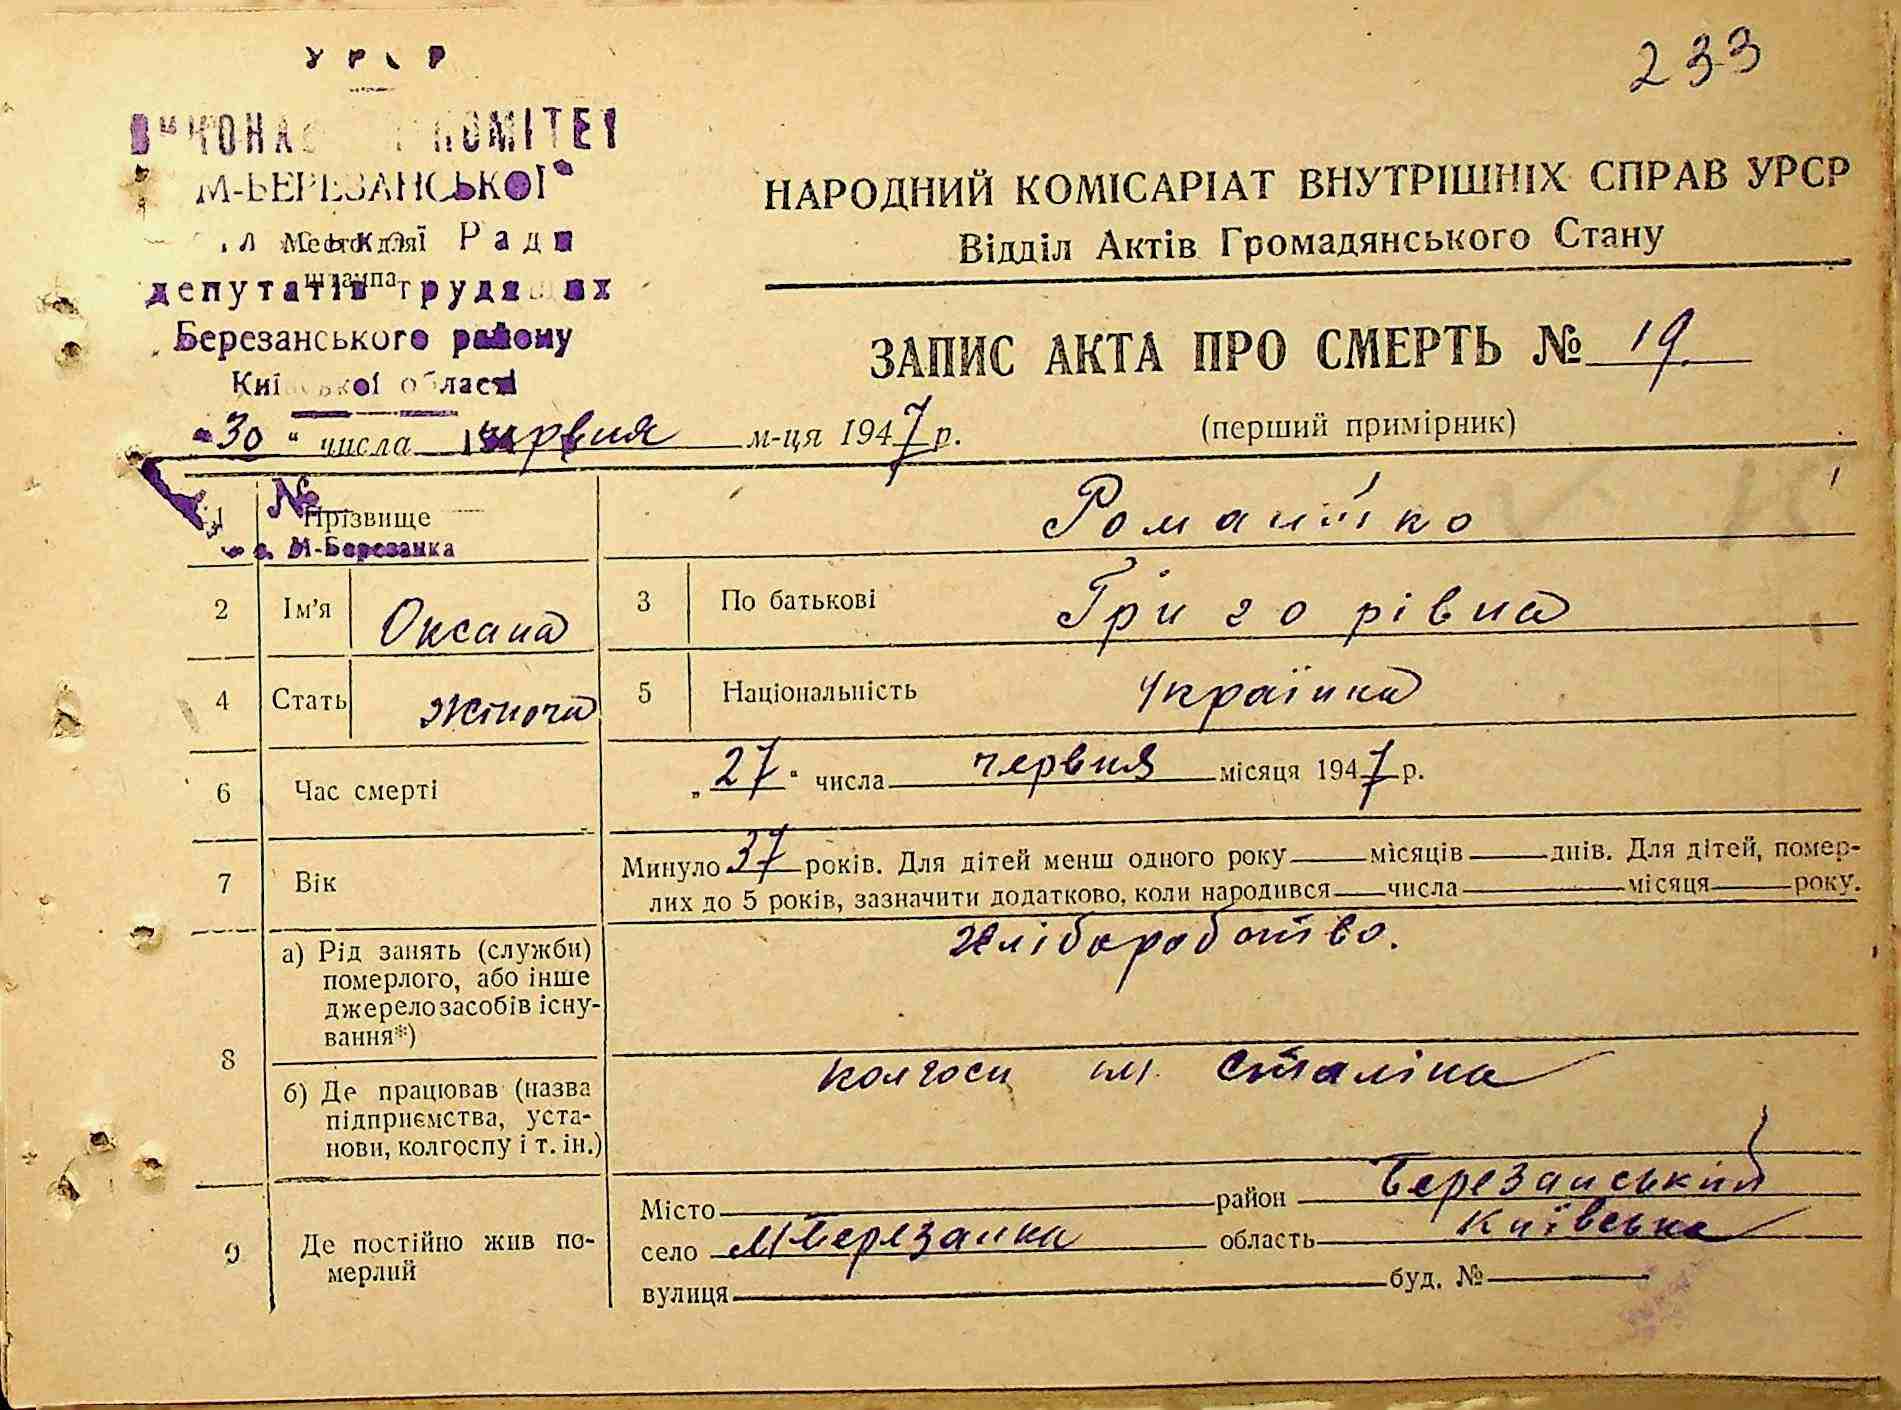 УРСР
233
ВИКОНАВЧИЙ КОМІТЕТ
М-БЕРЕЗАНСЬКОЇ
Ради
Місце для
штампа
депутатів трудящих
Березанського району
Київської області
НАРОДНИЙ КОМІСАРІАТ ВНУТРІШНІХ СПРАВ УРСР
Відділ Актів Громадянського Стану
ЗАПИС АКТА ПРО СМЕРТЬ № 19
(перший примірник)
"30" числа червня м-ця 1947 р.
№
Прізвище Романко
с. М-Березанка
2 Ім'я Оксана 3 По батькові Григорівна
4 Стать жіноча 5 Національність Українка
6 Час смерті „27" числа червня місяця 1947 р.
7 Вік Минуло 37 років. Для дітей менш одного року місяців днів. Для дітей, помер-
лих до 5 років, зазначити додатково, коли народився числа місяця року.
8 а) Рід занять (служби)
померлого, або інше
джерело засобів існу-
вання*)
Хліборобство.
б) Де працював (назва
підприємства, уста-
нови, колгоспу і т. ін.)
колгосп ім. Сталіна
9 Де постійно жив по-
мерлий
Місто район Березанський
село МБерезанка область Київська
вулиця буд. №